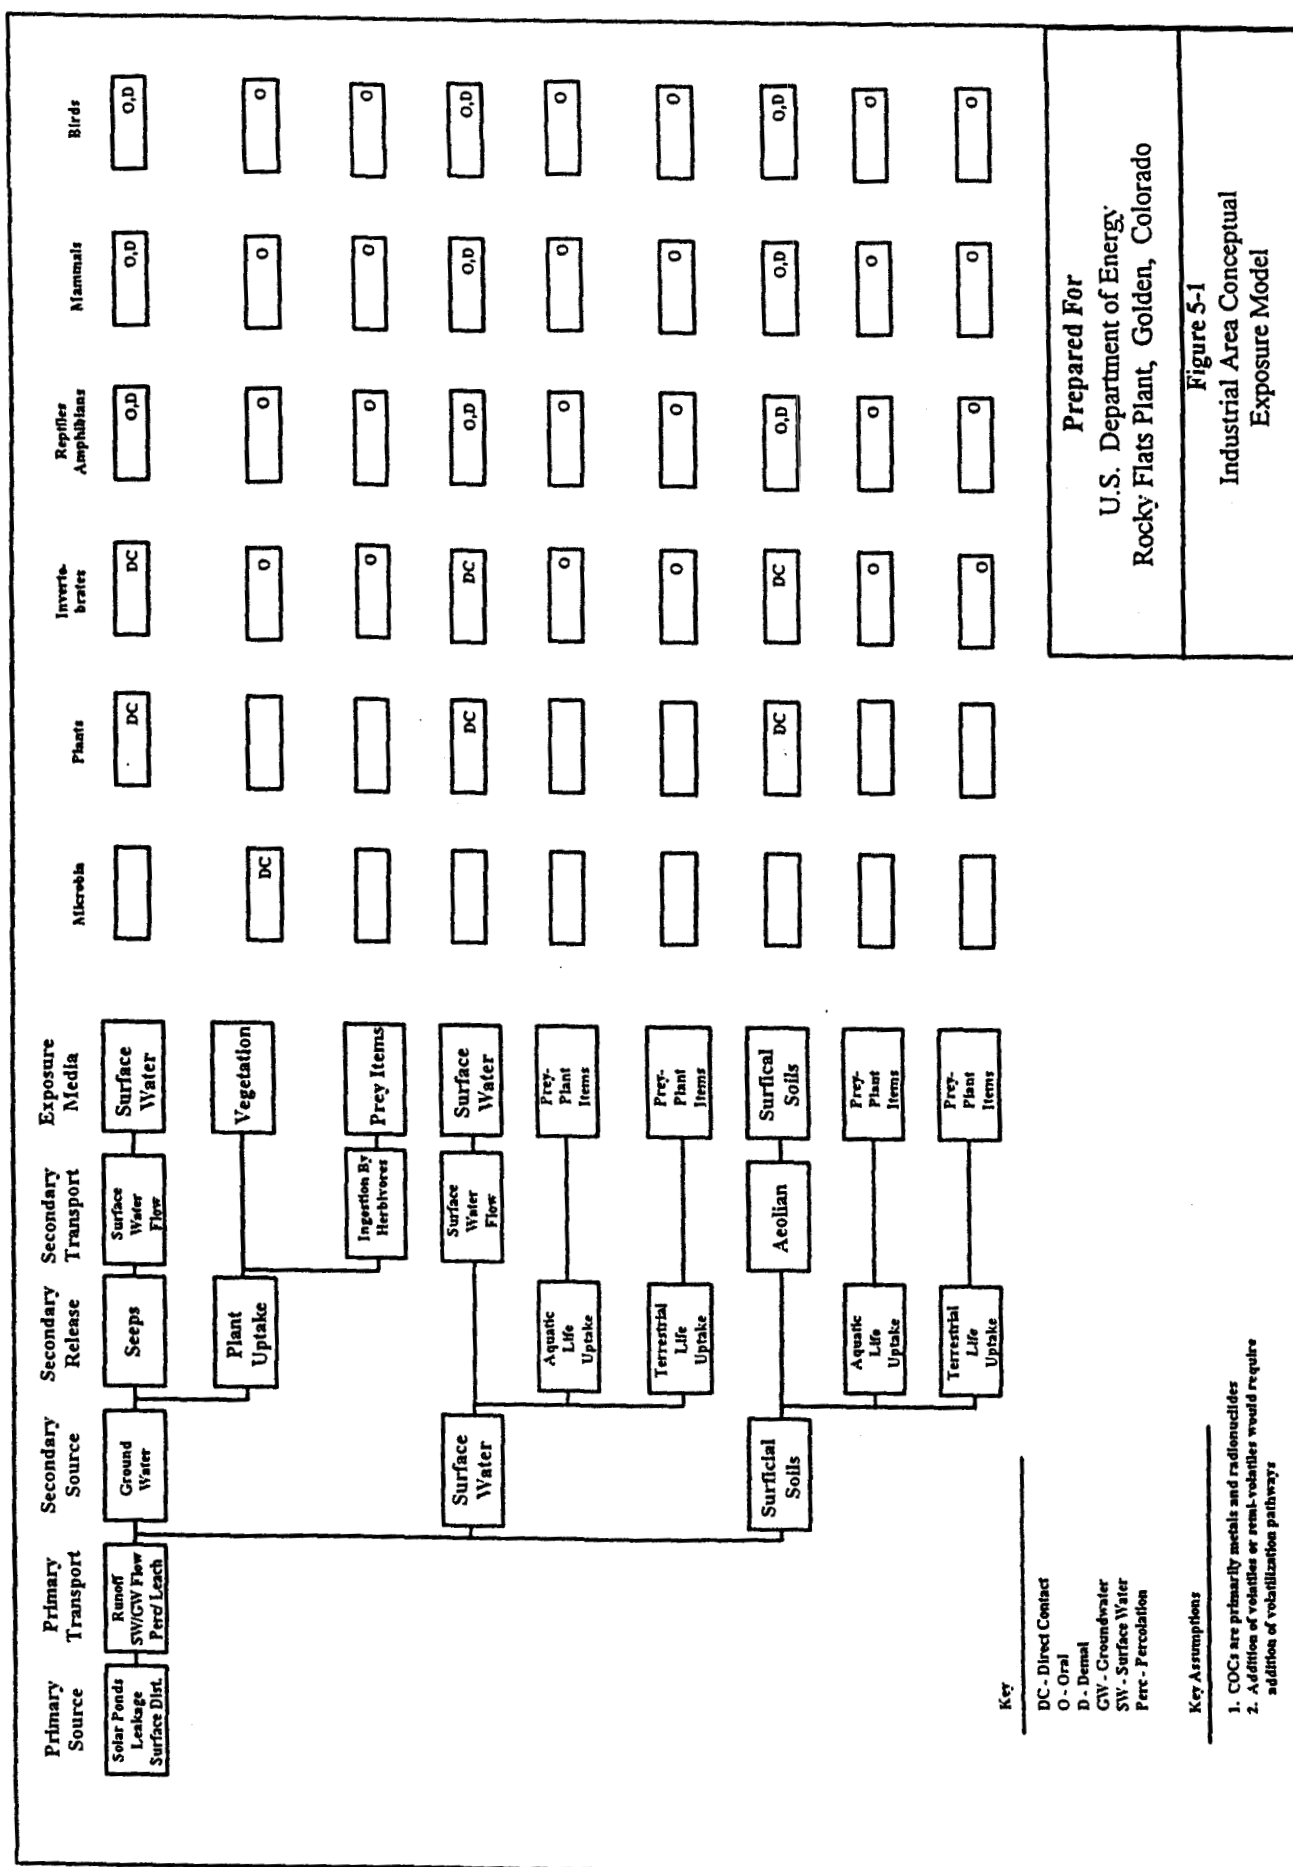 Primary
Source
Primary
Transport
Secondary
Source
Secondary
Release
Secondary
Transport
Exposure
Media
Microbia
Plants
Inverte-
brates
Reptiles
Amphibians
Mammals
Birds
Solar Ponds
Leakage
Surface Dist.
Runoff
SW/GW Flow
Perc/ Leach
Ground
Water
Seeps
Surface
Water
Flow
Surface
Water
DC
DC
O,D
O,D
O,D
Plant
Uptake
Vegetation
DC
O
O
O
O
Ingestion By
Herbivores
Prey Items
O
O
O
O
Surface
Water
Surface
Water
Flow
Surface
Water
DC
DC
O,D
O,D
O,D
Aquatic
Life
Uptake
Prey-
Plant
Items
O
O
O
O
Terrestrial
Life
Uptake
Prey-
Plant
Items
O
O
O
O
Surficial
Soils
Aeolian
Surfical
Soils
DC
DC
O,D
O,D
O,D
Aquatic
Life
Uptake
Prey-
Plant
Items
O
O
O
O
Terrestrial
Life
Uptake
Prey-
Plant
Items
O
O
O
O
Key
DC - Direct Contact
O - Oral
D - Demal
GW - Groundwater
SW - Surface Water
Perc - Percolation
Key Assumptions
1. COCs are primarily metals and radionuclides
2. Addition of volatiles or semi-volatiles would require
addition of volatilization pathways
Prepared For
U.S. Department of Energy
Rocky Flats Plant, Golden, Colorado
Figure 5-1
Industrial Area Conceptual
Exposure Model